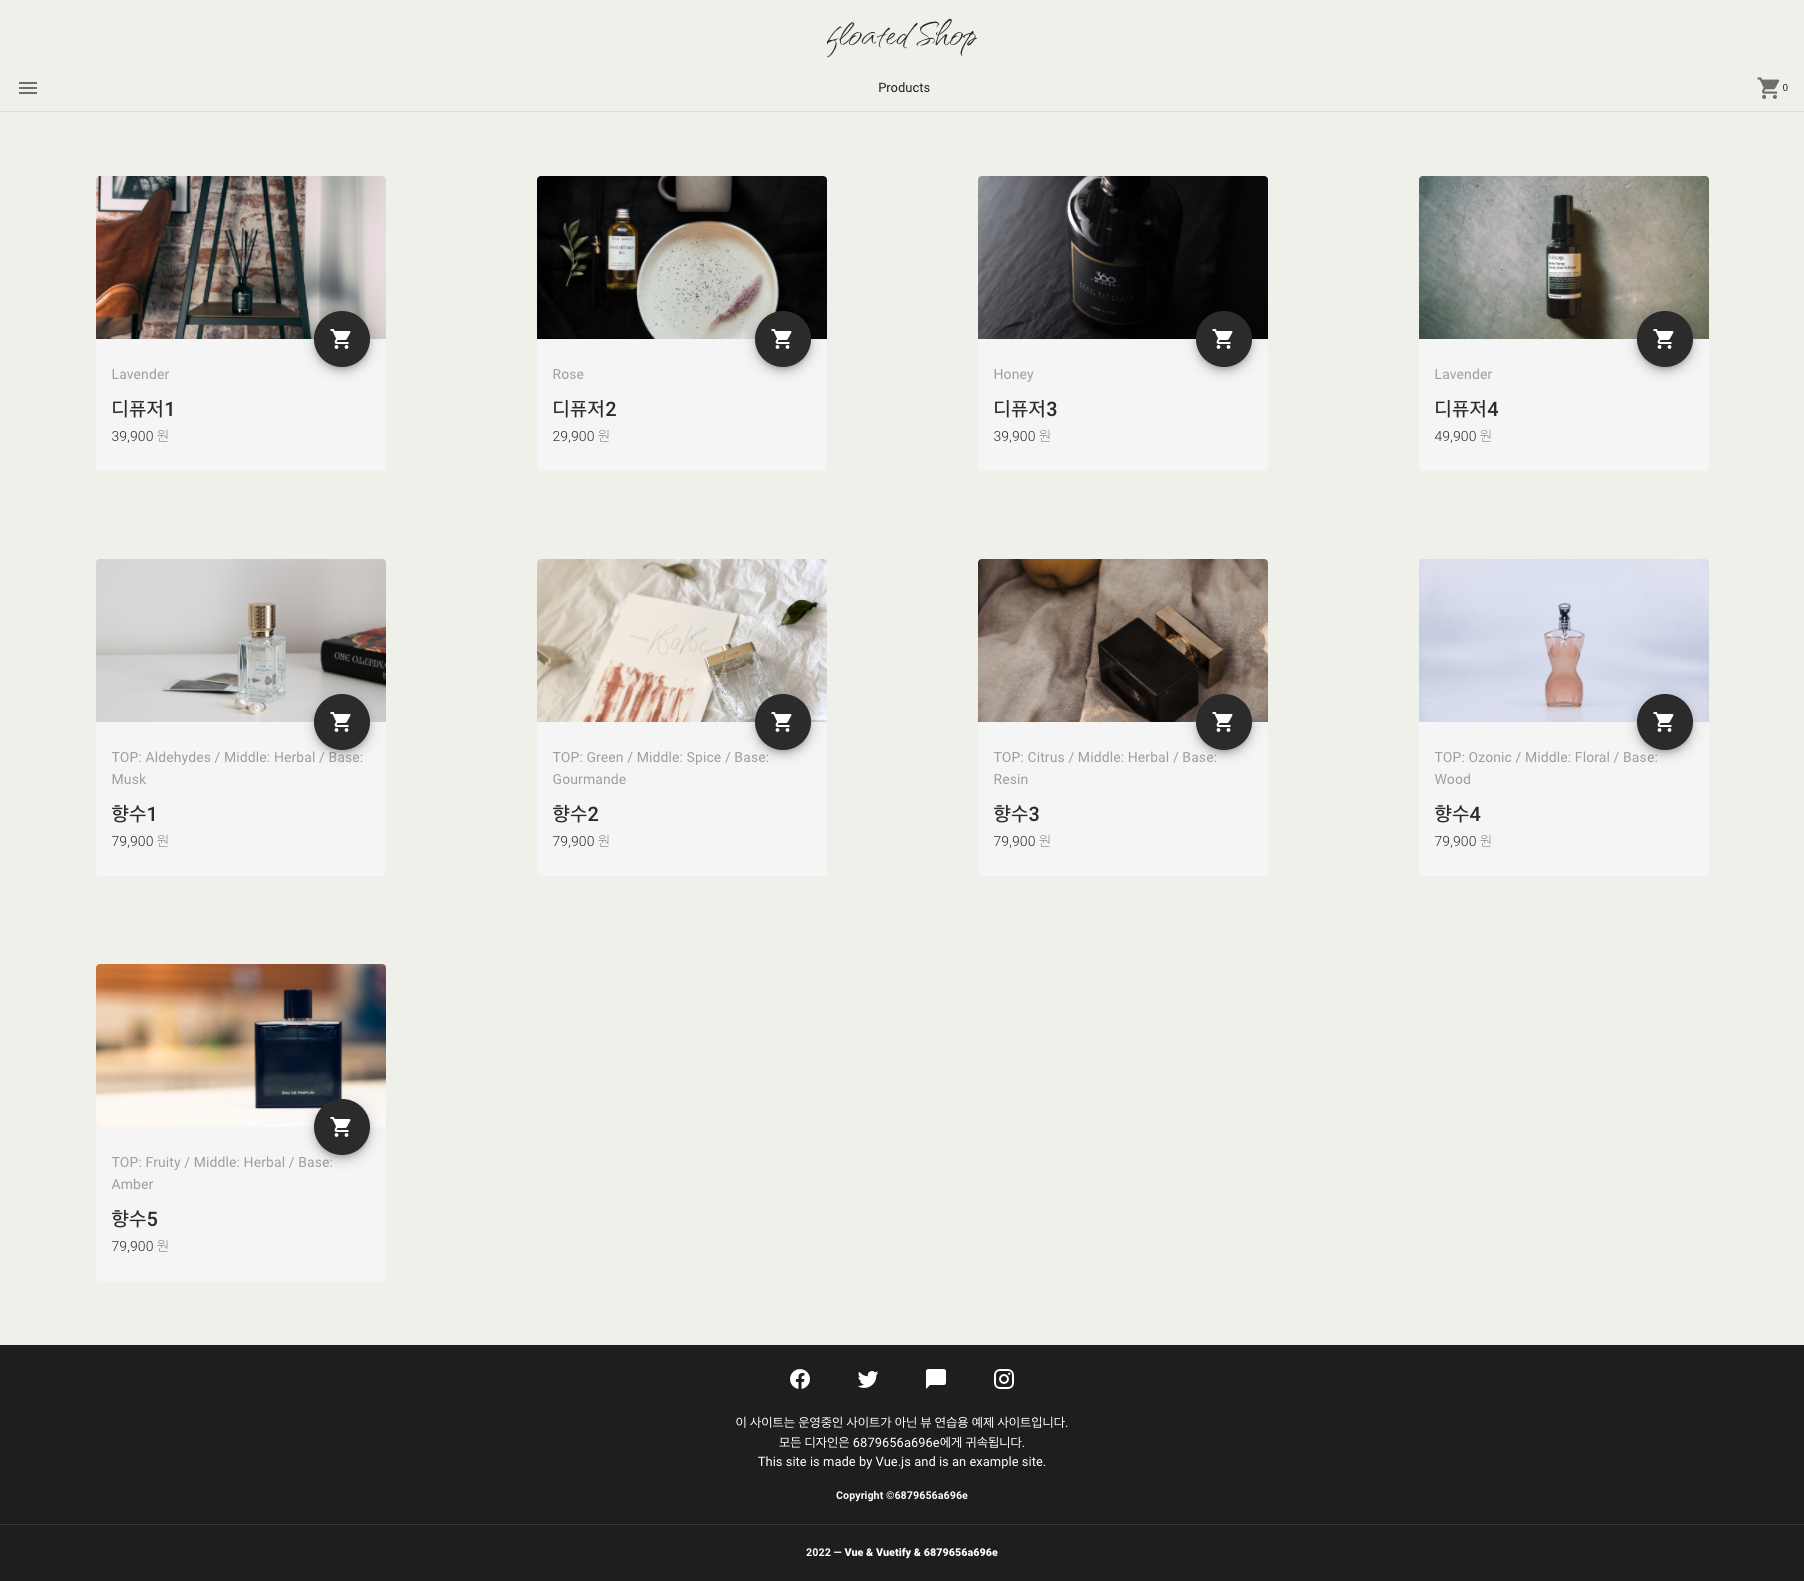 floated Shop
Products
0
Lavender
디퓨저1
39,900 원
Rose
디퓨저2
29,900 원
360
Honey
디퓨저3
39,900 원
Lavender
디퓨저4
49,900 원
УМБЕРТО ЭКО
TOP: Aldehydes / Middle: Herbal / Base:
Musk
향수1
79,900 원
Babe
TOP: Green / Middle: Spice / Base:
Gourmande
향수2
79,900 원
TOP: Citrus / Middle: Herbal / Base:
Resin
향수3
79,900 원
TOP: Ozonic / Middle: Floral / Base:
Wood
향수4
79,900 원
EAU DE PARFUM
TOP: Fruity / Middle: Herbal / Base:
Amber
향수5
79,900 원
이 사이트는 운영중인 사이트가 아닌 뷰 연습용 예제 사이트입니다.
모든 디자인은 6879656a696e에게 귀속됩니다.
This site is made by Vue.js and is an example site.
Copyright ©6879656a696e
2022 — Vue & Vuetify & 6879656a696e